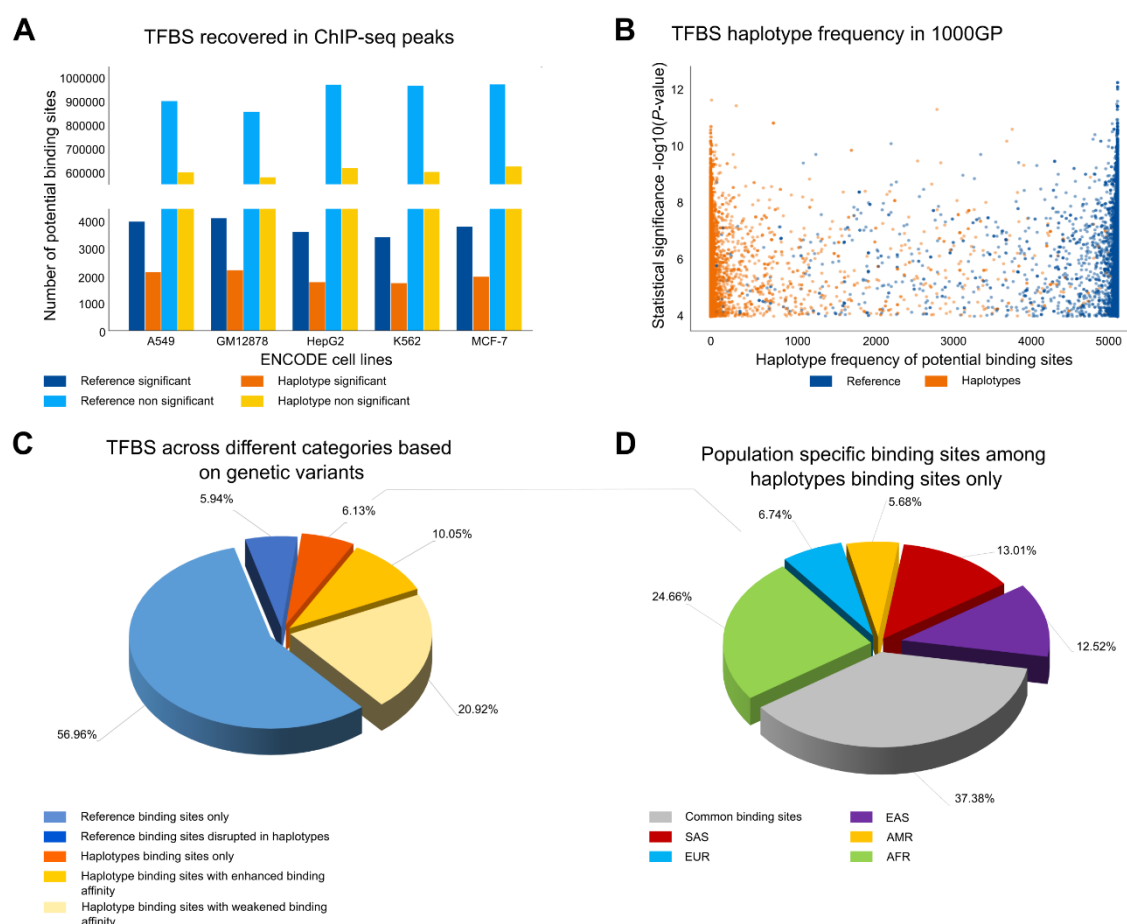 A
TFBS recovered in ChIP-seq peaks
Number of potential binding sites
1000000
900000
800000
700000
600000
4000
3000
2000
1000
0
A549
GM12878
HepG2
K562
MCF-7
ENCODE cell lines
Reference significant
Haplotype significant
Reference non significant
Haplotype non significant
B
TFBS haplotype frequency in 1000GP
Statistical significance -log10(P-value)
12
10
8
6
4
0
1000
2000
3000
4000
5000
Haplotype frequency of potential binding sites
Reference
Haplotypes
C
TFBS across different categories based
on genetic variants
5.94%
6.13%
10.05%
20.92%
56.96%
Reference binding sites only
Reference binding sites disrupted in haplotypes
Haplotypes binding sites only
Haplotype binding sites with enhanced binding
affinity
Haplotype binding sites with weakened binding
affinity
D
Population specific binding sites among
haplotypes binding sites only
6.74%
5.68%
13.01%
24.66%
12.52%
37.38%
Common binding sites
EAS
SAS
AMR
EUR
AFR